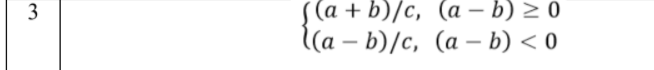 3
(a + b)/c, (a − b) ≥ 0
(a − b)/c, (a − b) < 0